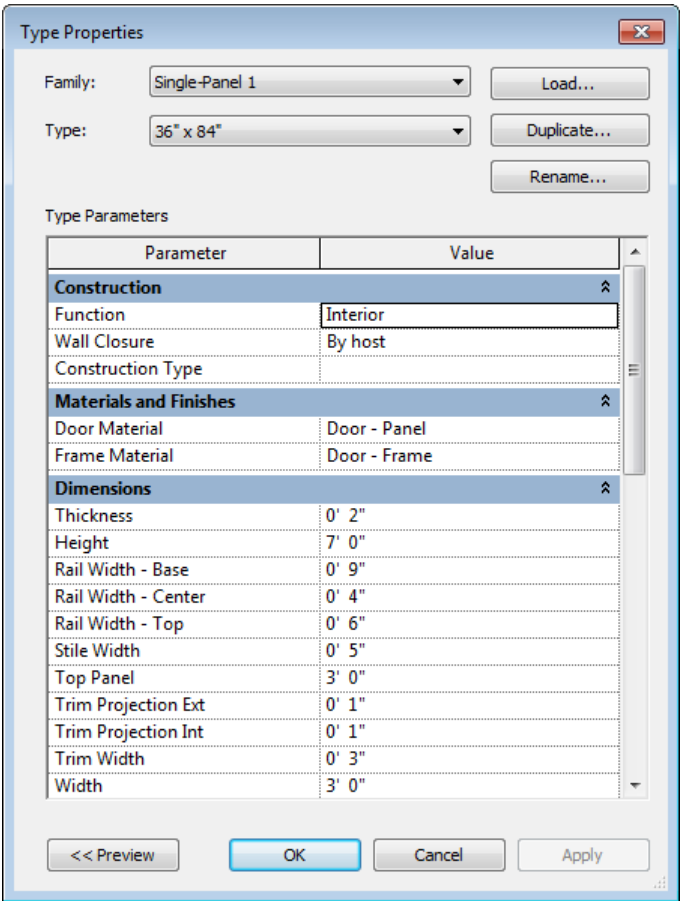 Type Properties
Family: Single-Panel 1 Load...
Type: 36" x 84" Duplicate...
Rename...
Type Parameters
Parameter Value
Construction
Function Interior
Wall Closure By host
Construction Type
Materials and Finishes
Door Material Door - Panel
Frame Material Door - Frame
Dimensions
Thickness 0' 2"
Height 7' 0"
Rail Width - Base 0' 9"
Rail Width - Center 0' 4"
Rail Width - Top 0' 6"
Stile Width 0' 5"
Top Panel 3' 0"
Trim Projection Ext 0' 1"
Trim Projection Int 0' 1"
Trim Width 0' 3"
Width 3' 0"
<< Preview OK Cancel Apply